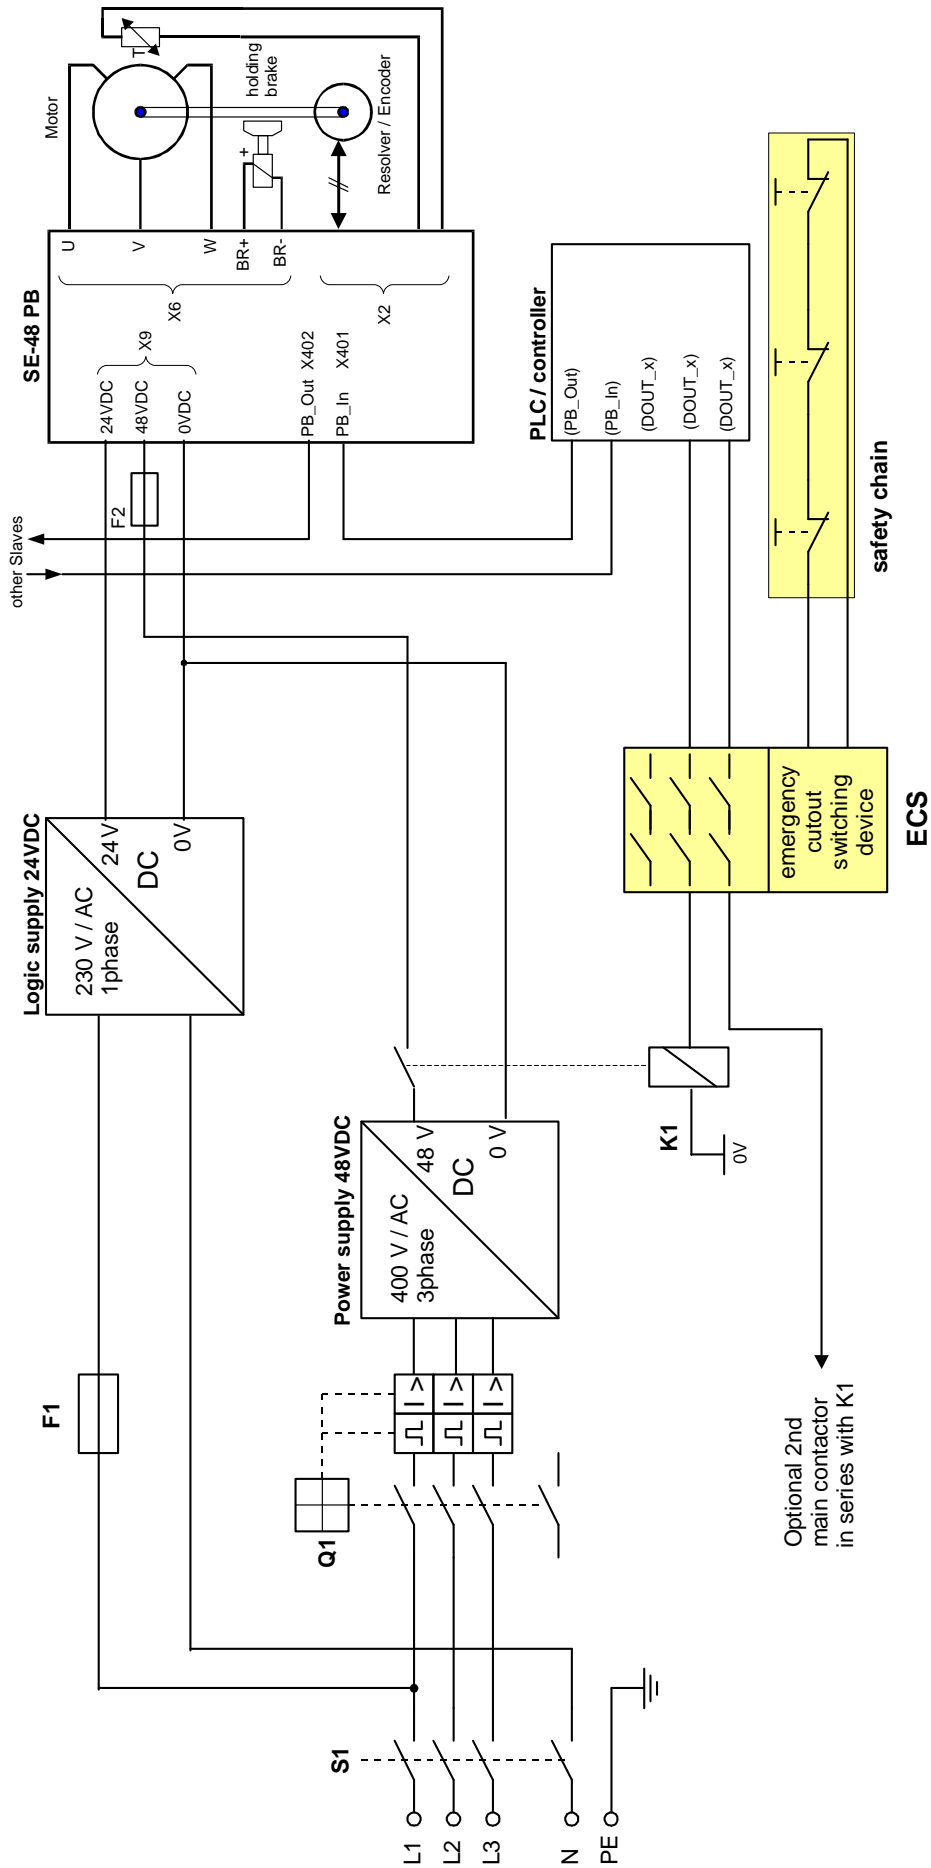 L1
L2
L3
N
PE
S1
Q1
F1
I >
I >
I >
Logic supply 24VDC
230 V / AC
1phase
24V
DC
0V
Power supply 48VDC
400 V / AC
3phase
48 V
DC
0 V
K1
0V
Optional 2nd
main contactor
in series with K1
emergency
cutout
switching
device
ECS
safety chain
other Slaves
F2
SE-48 PB
24VDC
48VDC
0VDC
X9
PB_Out X402
PB_In X401
X6
X2
U
V
W
BR+
BR-
Motor
T
+
holding
brake
Resolver / Encoder
PLC / controller
(PB_Out)
(PB_In)
(DOUT_x)
(DOUT_x)
(DOUT_x)